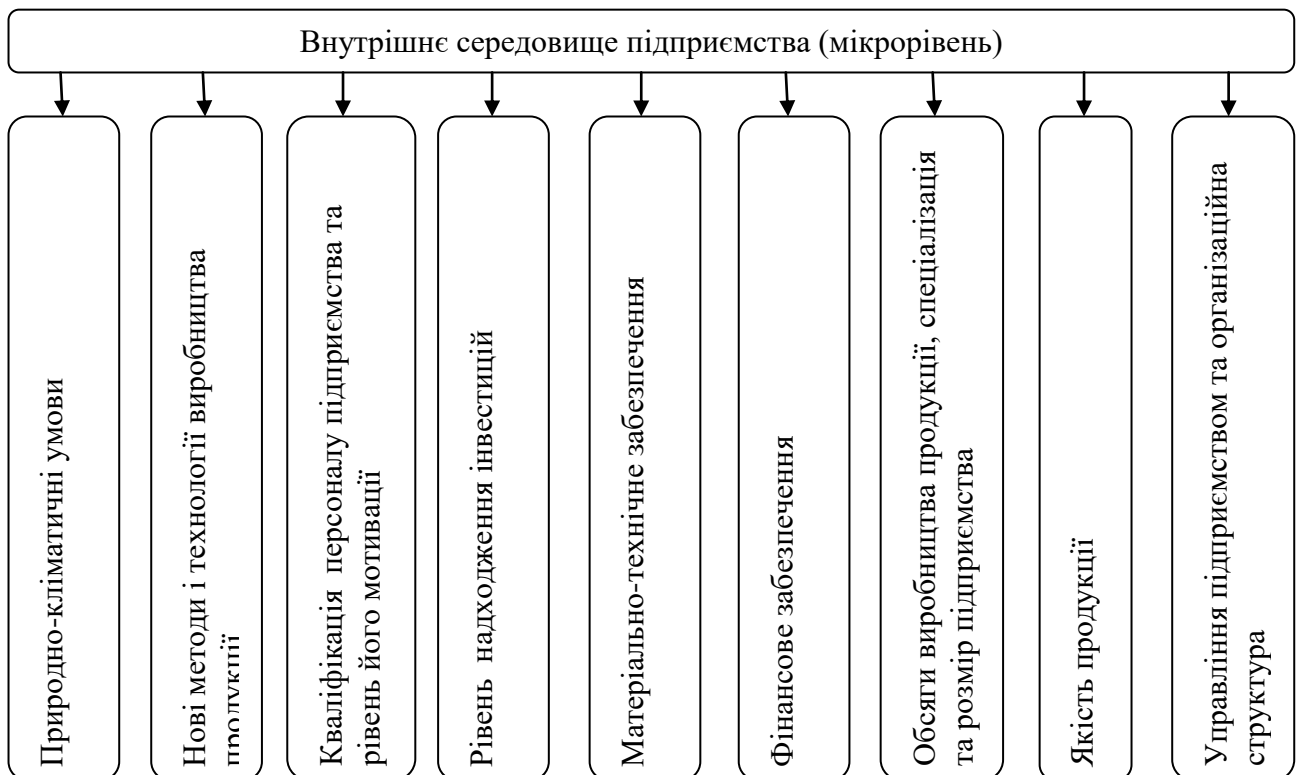 Внутрішнє середовище підприємства (мікрорівень)
Природно-кліматичні умови
Нові методи і технології виробництва
продукції
Кваліфікація персоналу підприємства та
рівень його мотивації
Рівень надходження інвестицій
Матеріально-технічне забезпечення
Фінансове забезпечення
Обсяги виробництва продукції, спеціалізація
та розмір підприємства
Якість продукції
Управління підприємством та організаційна
структура